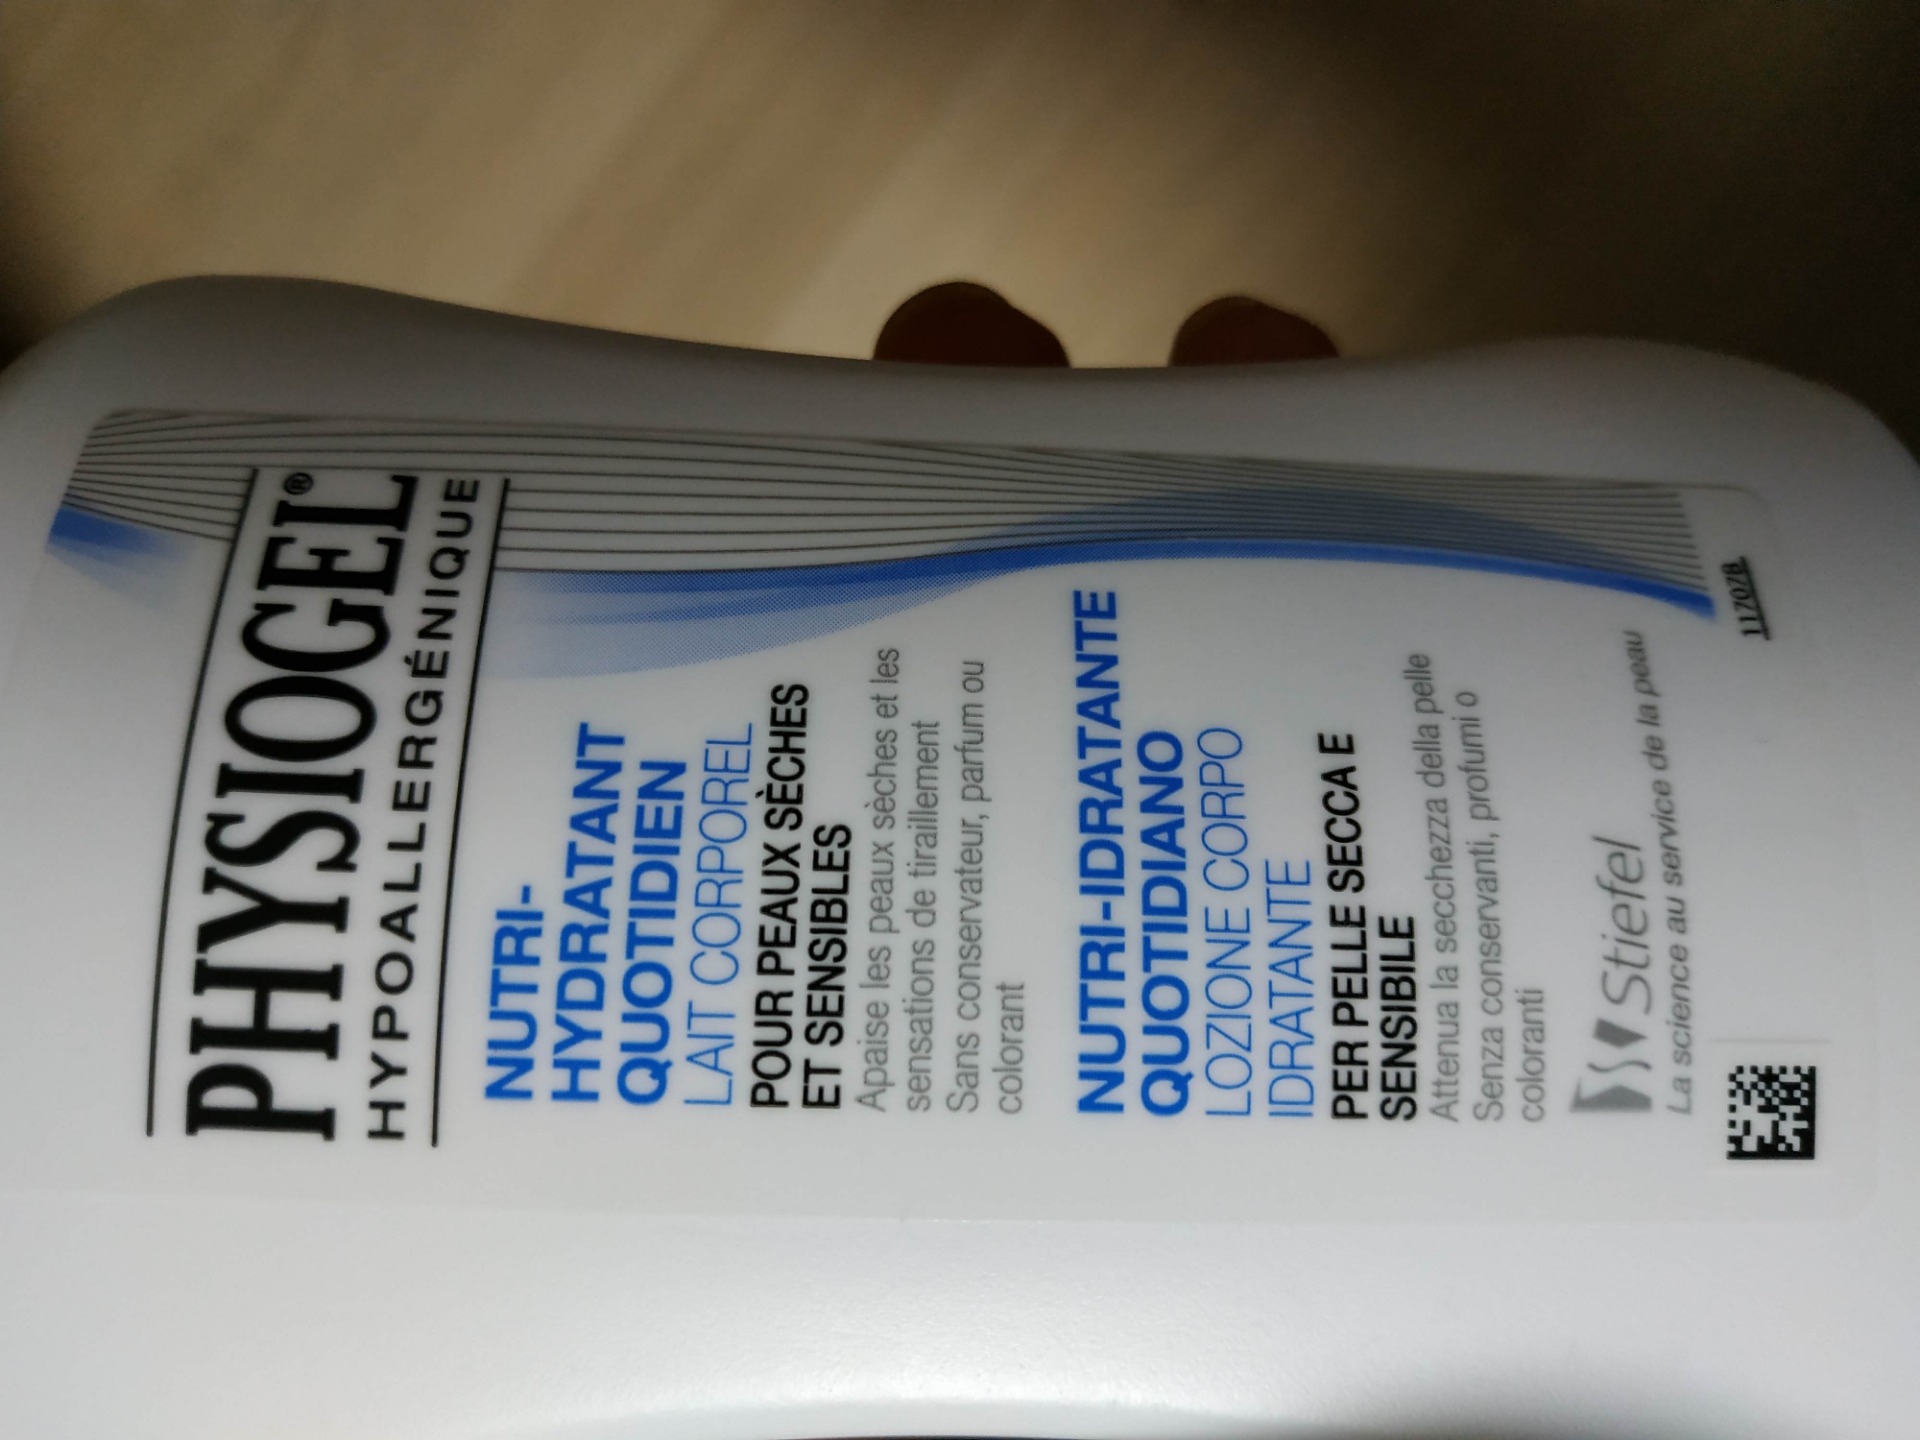 PHYSIOGEL®
HYPOALLERGÉNIQUE
NUTRI-
HYDRATANT
QUOTIDIEN
LAIT CORPOREL
POUR PEAUX SÈCHES
ET SENSIBLES
Apaise les peaux sèches et les
sensations de tiraillement
Sans conservateur, parfum ou
colorant
NUTRI-IDRATANTE
QUOTIDIANO
LOZIONE CORPO
IDRATANTE
PER PELLE SECCA E
SENSIBILE
Attenua la secchezza della pelle
Senza conservanti, profumi o
coloranti
Stiefel
La science au service de la peau
117078